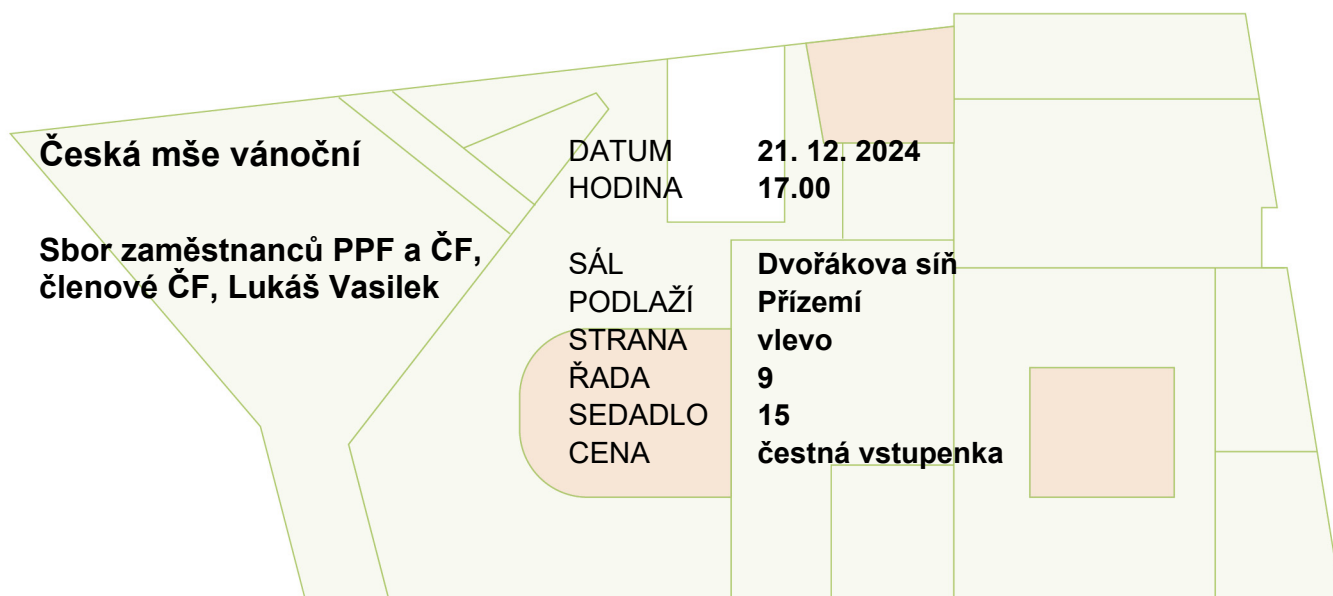 Česká mše vánoční
Sbor zaměstnanců PPF a ČF,
členové ČF, Lukáš Vasilek
DATUM 21. 12. 2024
HODINA 17.00
SÁL Dvořákova síň
PODLAŽÍ Přízemí
STRANA vlevo
ŘADA 9
SEDADLO 15
CENA čestná vstupenka